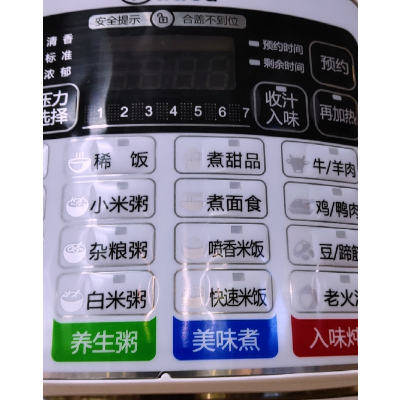 安全提示 合盖不到位
清香
标准
浓郁
预约时间
剩余时间
预约
压力
选择
1 2 3 4 5 6 7
收汁
入味
再加热
稀饭
煮甜品
牛/羊肉
小米粥
煮面食
鸡/鸭肉
杂粮粥
喷香米饭
豆/蹄筋
白米粥
快速米饭
老火
养生粥
美味煮
入味炖